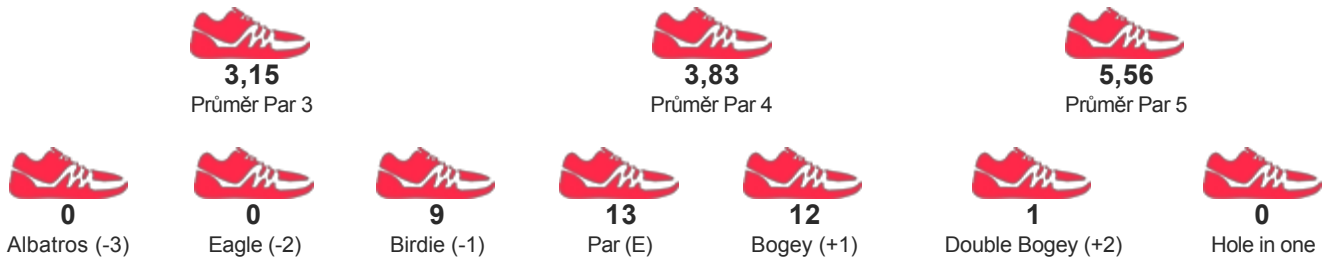 3,15 3,83 5,56
Průměr Par 3 Průměr Par 4 Průměr Par 5
0 0 9 13 12 1 0
Albatros (-3) Eagle (-2) Birdie (-1) Par (E) Bogey (+1) Double Bogey (+2) Hole in one